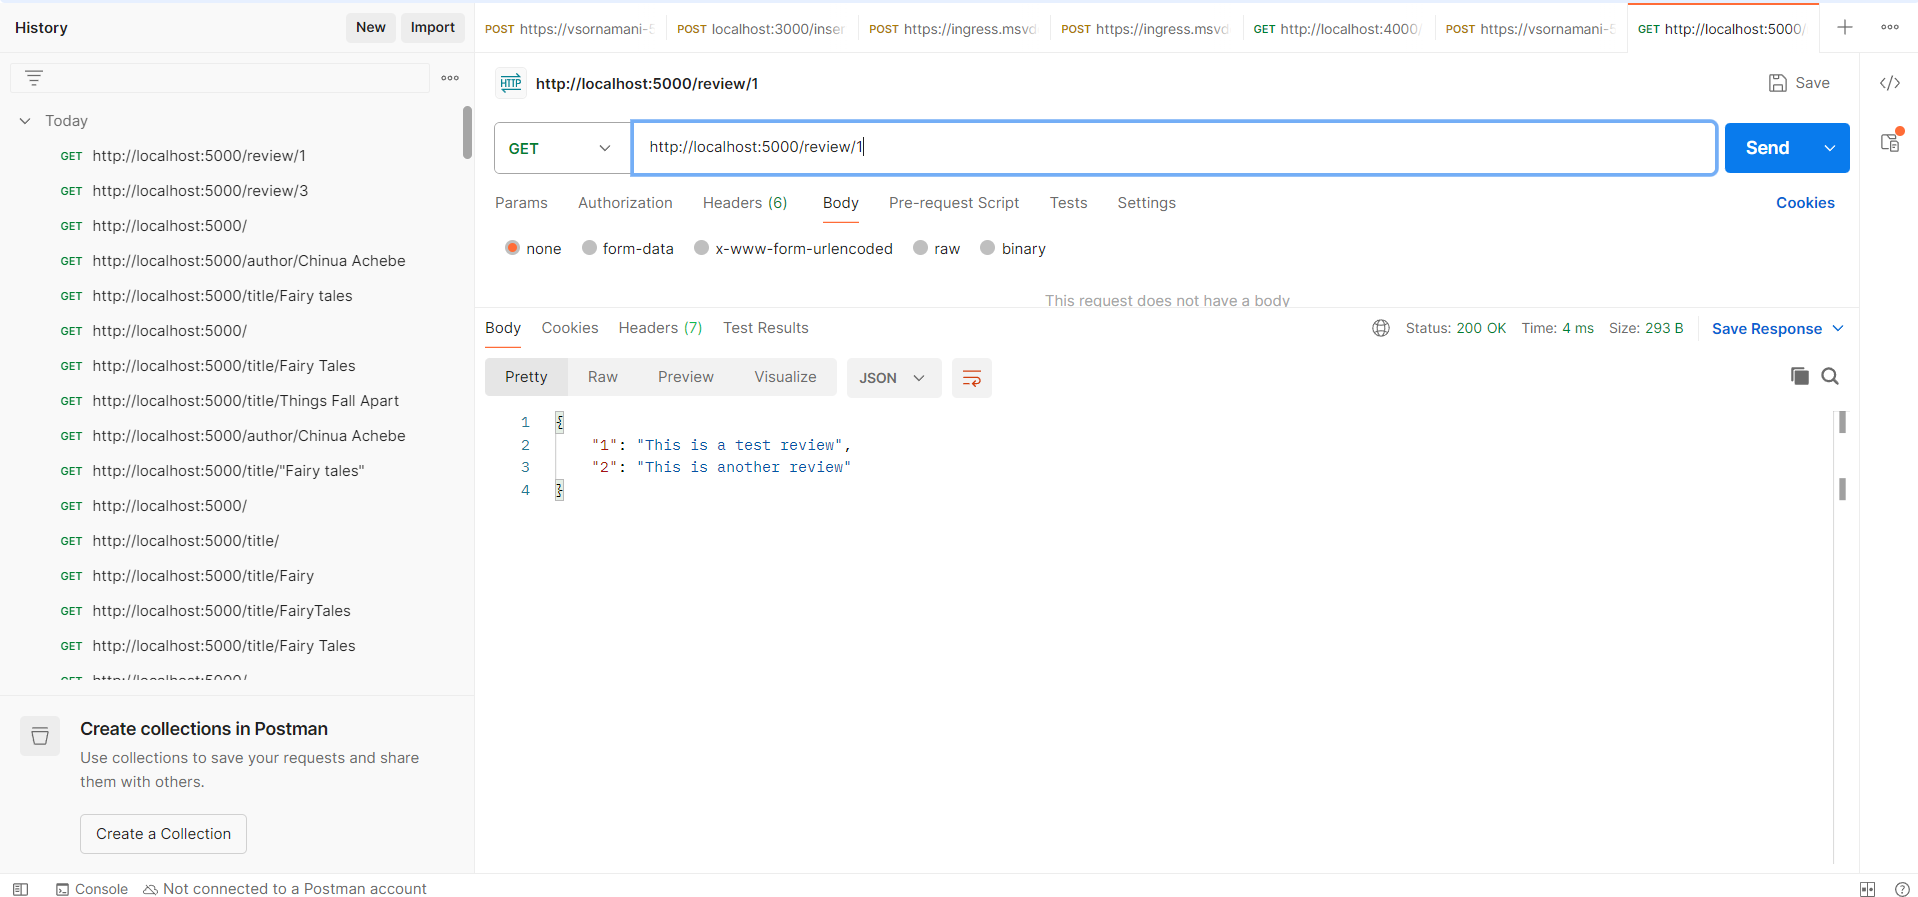 History
New
Import
POST https://vsornamani-5
POST localhost:3000/inser
POST https://ingress.msvd
POST https://ingress.msvd
GET http://localhost:4000/
POST https://vsornamani-5
GET http://localhost:5000/
Today
GET http://localhost:5000/review/1
GET http://localhost:5000/review/3
GET http://localhost:5000/
GET http://localhost:5000/author/Chinua Achebe
GET http://localhost:5000/title/Fairy tales
GET http://localhost:5000/
GET http://localhost:5000/title/Fairy Tales
GET http://localhost:5000/title/Things Fall Apart
GET http://localhost:5000/author/Chinua Achebe
GET http://localhost:5000/title/"Fairy tales"
GET http://localhost:5000/
GET http://localhost:5000/title/
GET http://localhost:5000/title/Fairy
GET http://localhost:5000/title/FairyTales
GET http://localhost:5000/title/Fairy Tales
GET http://localhost:5000/
Create collections in Postman
Use collections to save your requests and share
them with others.
Create a Collection
HTTP http://localhost:5000/review/1
Save
GET
http://localhost:5000/review/1
Send
Params Authorization Headers (6) Body Pre-request Script Tests Settings
Cookies
none form-data x-www-form-urlencoded raw binary
This request does not have a body
Body Cookies Headers (7) Test Results
Status: 200 OK Time: 4 ms Size: 293 B
Save Response
Pretty Raw Preview Visualize
JSON
1 {
2 "1": "This is a test review",
3 "2": "This is another review"
4 }
Console
Not connected to a Postman account